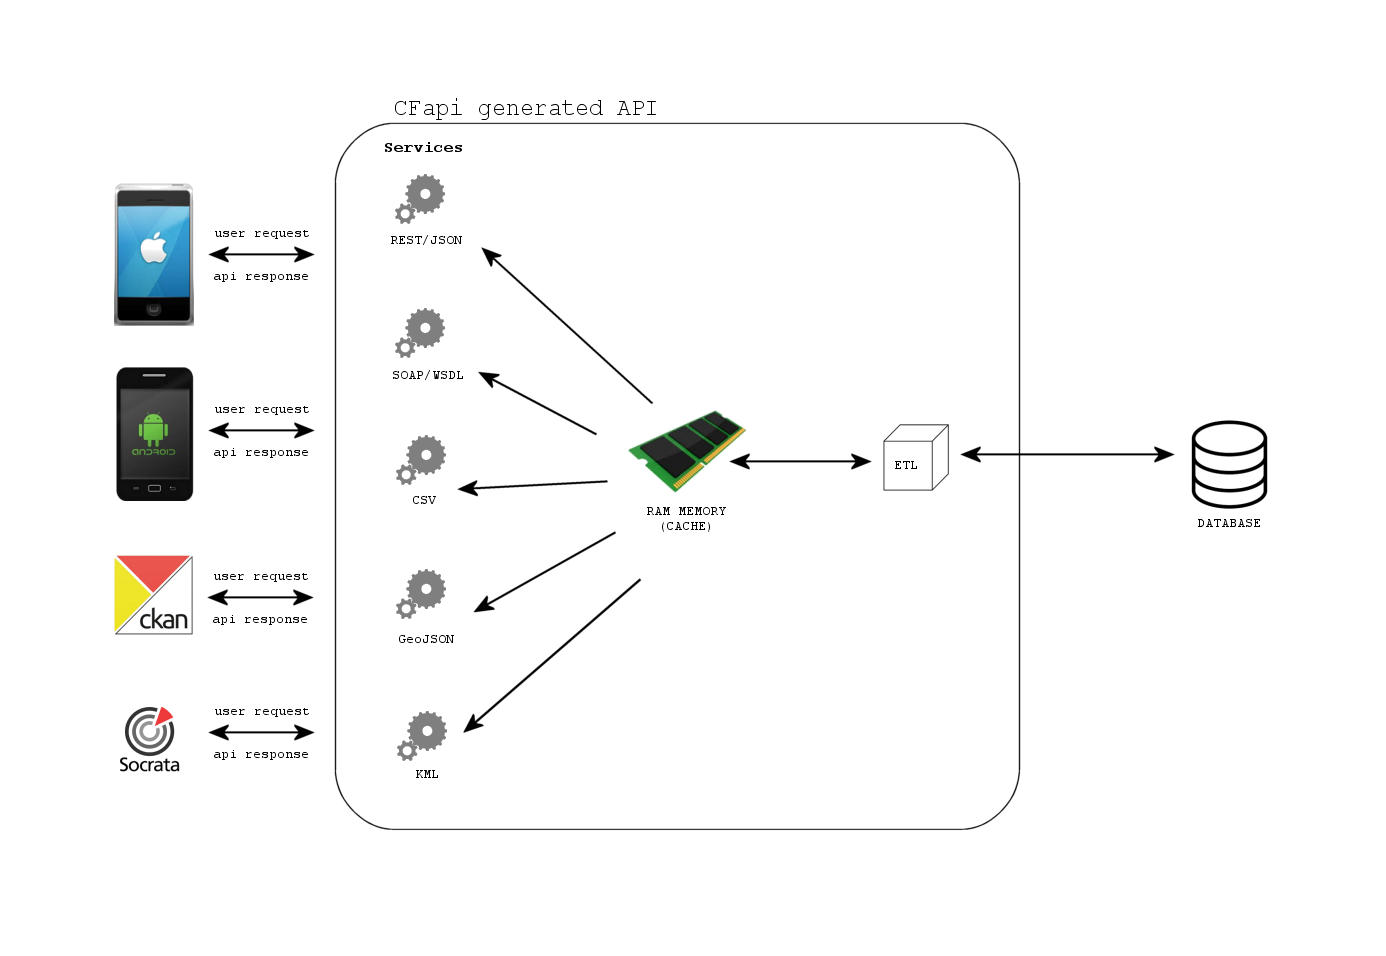 CFapi generated API
Services
REST/JSON
user request
api response
SOAP/WSDL
ANDROID
user request
api response
CSV
RAM MEMORY
(CACHE)
ETL
DATABASE
ckan
user request
api response
GeoJSON
Socrata
user request
api response
KML